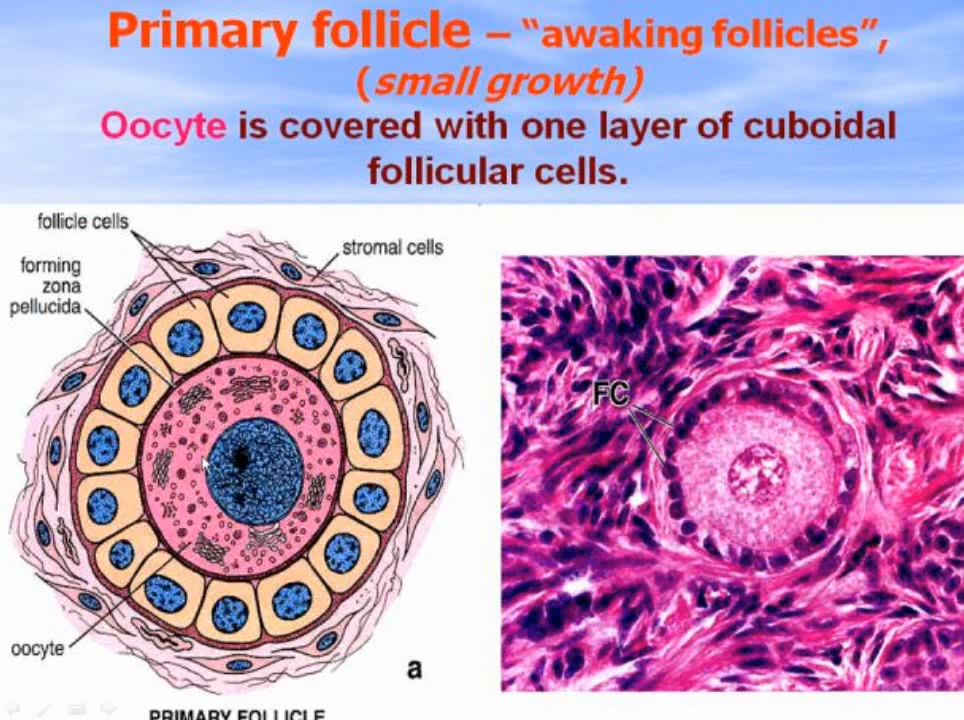 Primary follicle – “awaking follicles”,
(small growth)
Oocyte is covered with one layer of cuboidal
follicular cells.
follicle cells
stromal cells
forming
zona
pellucida
FC
oocyte
a
PRIMARY FOLLICLE